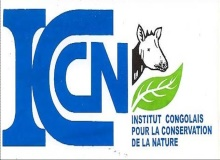 ICCN
INSTITUT CONGOLAIS
POUR LA CONSERVATION
DE LA NATURE